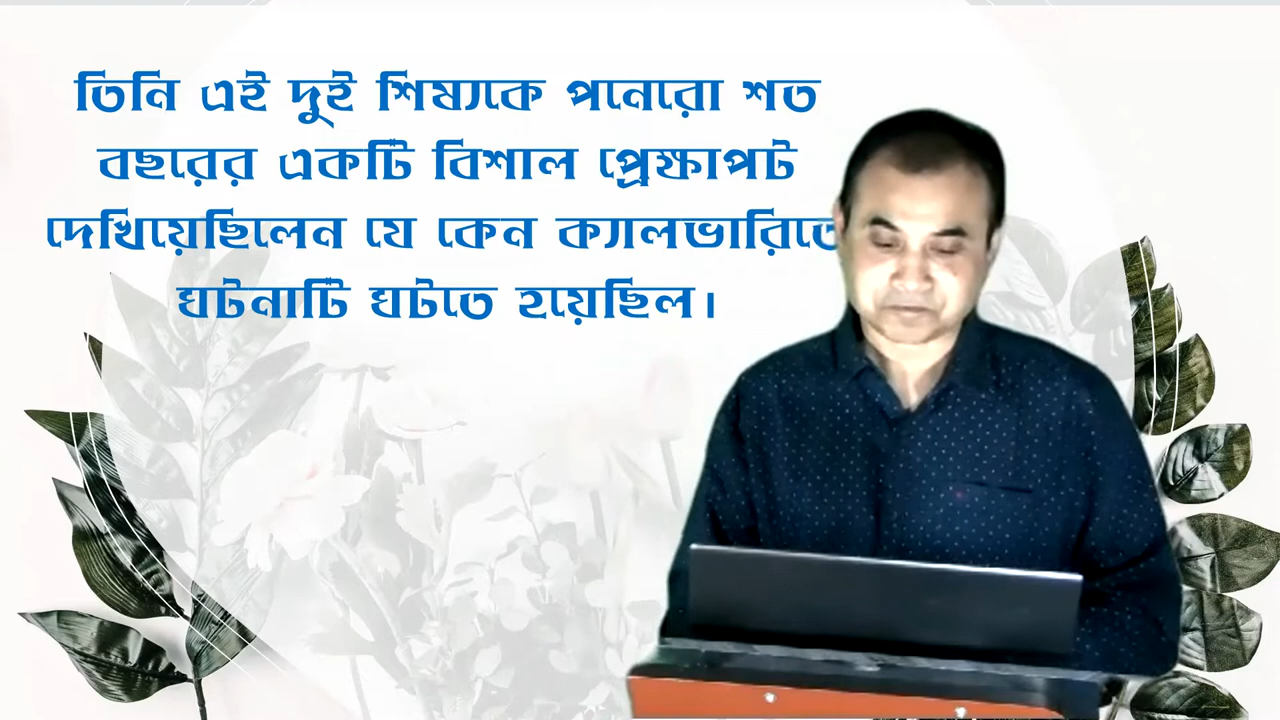 তিনি এই দুই শিষ্যকে পনেরো শত
বছরের একটি বিশাল প্রেক্ষাপট
দেখিয়েছিলেন যে কেন ক্যালভারিতে
ঘটনাটি ঘটতে হয়েছিল।